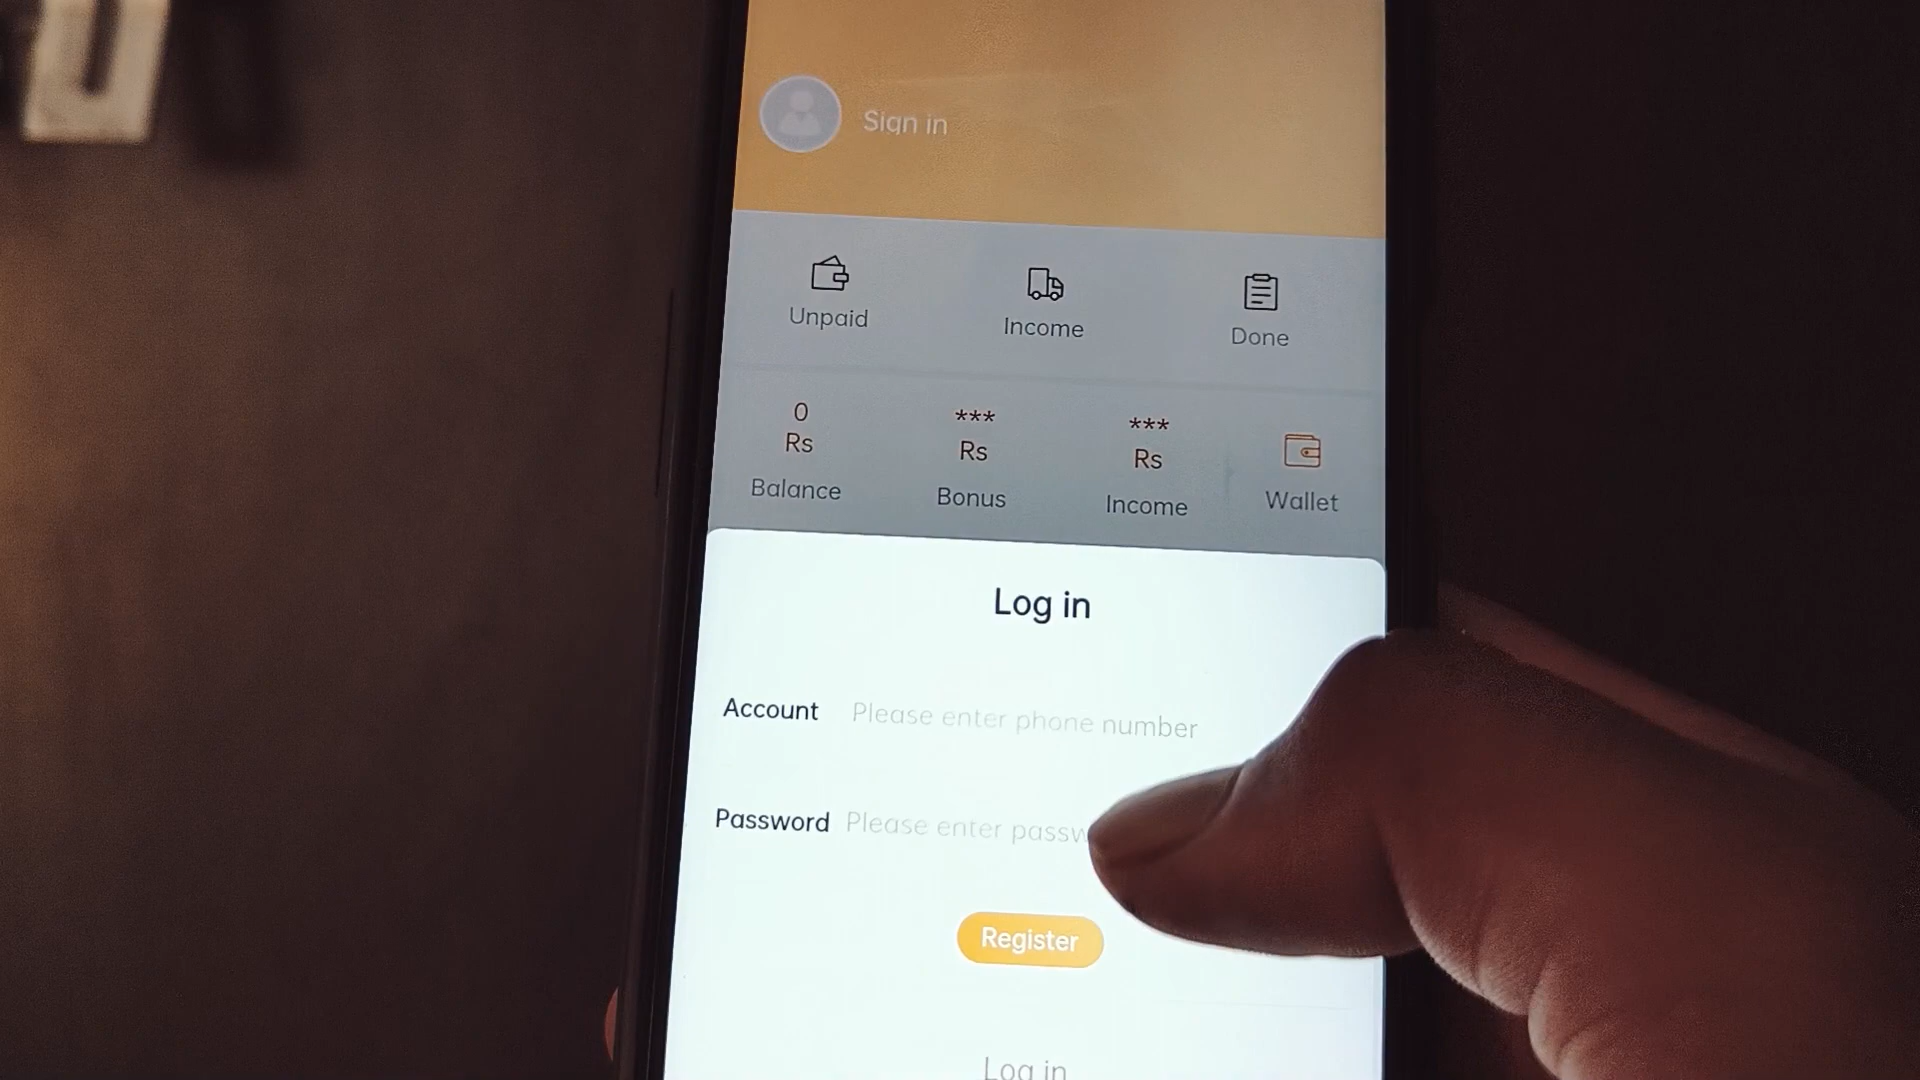 Sign in
Unpaid
Income
Done
0
***
***
Rs
Rs
Rs
Balance
Bonus
Income
Wallet
Log in
Account Please enter phone number
Password Please enter
Register
Log in